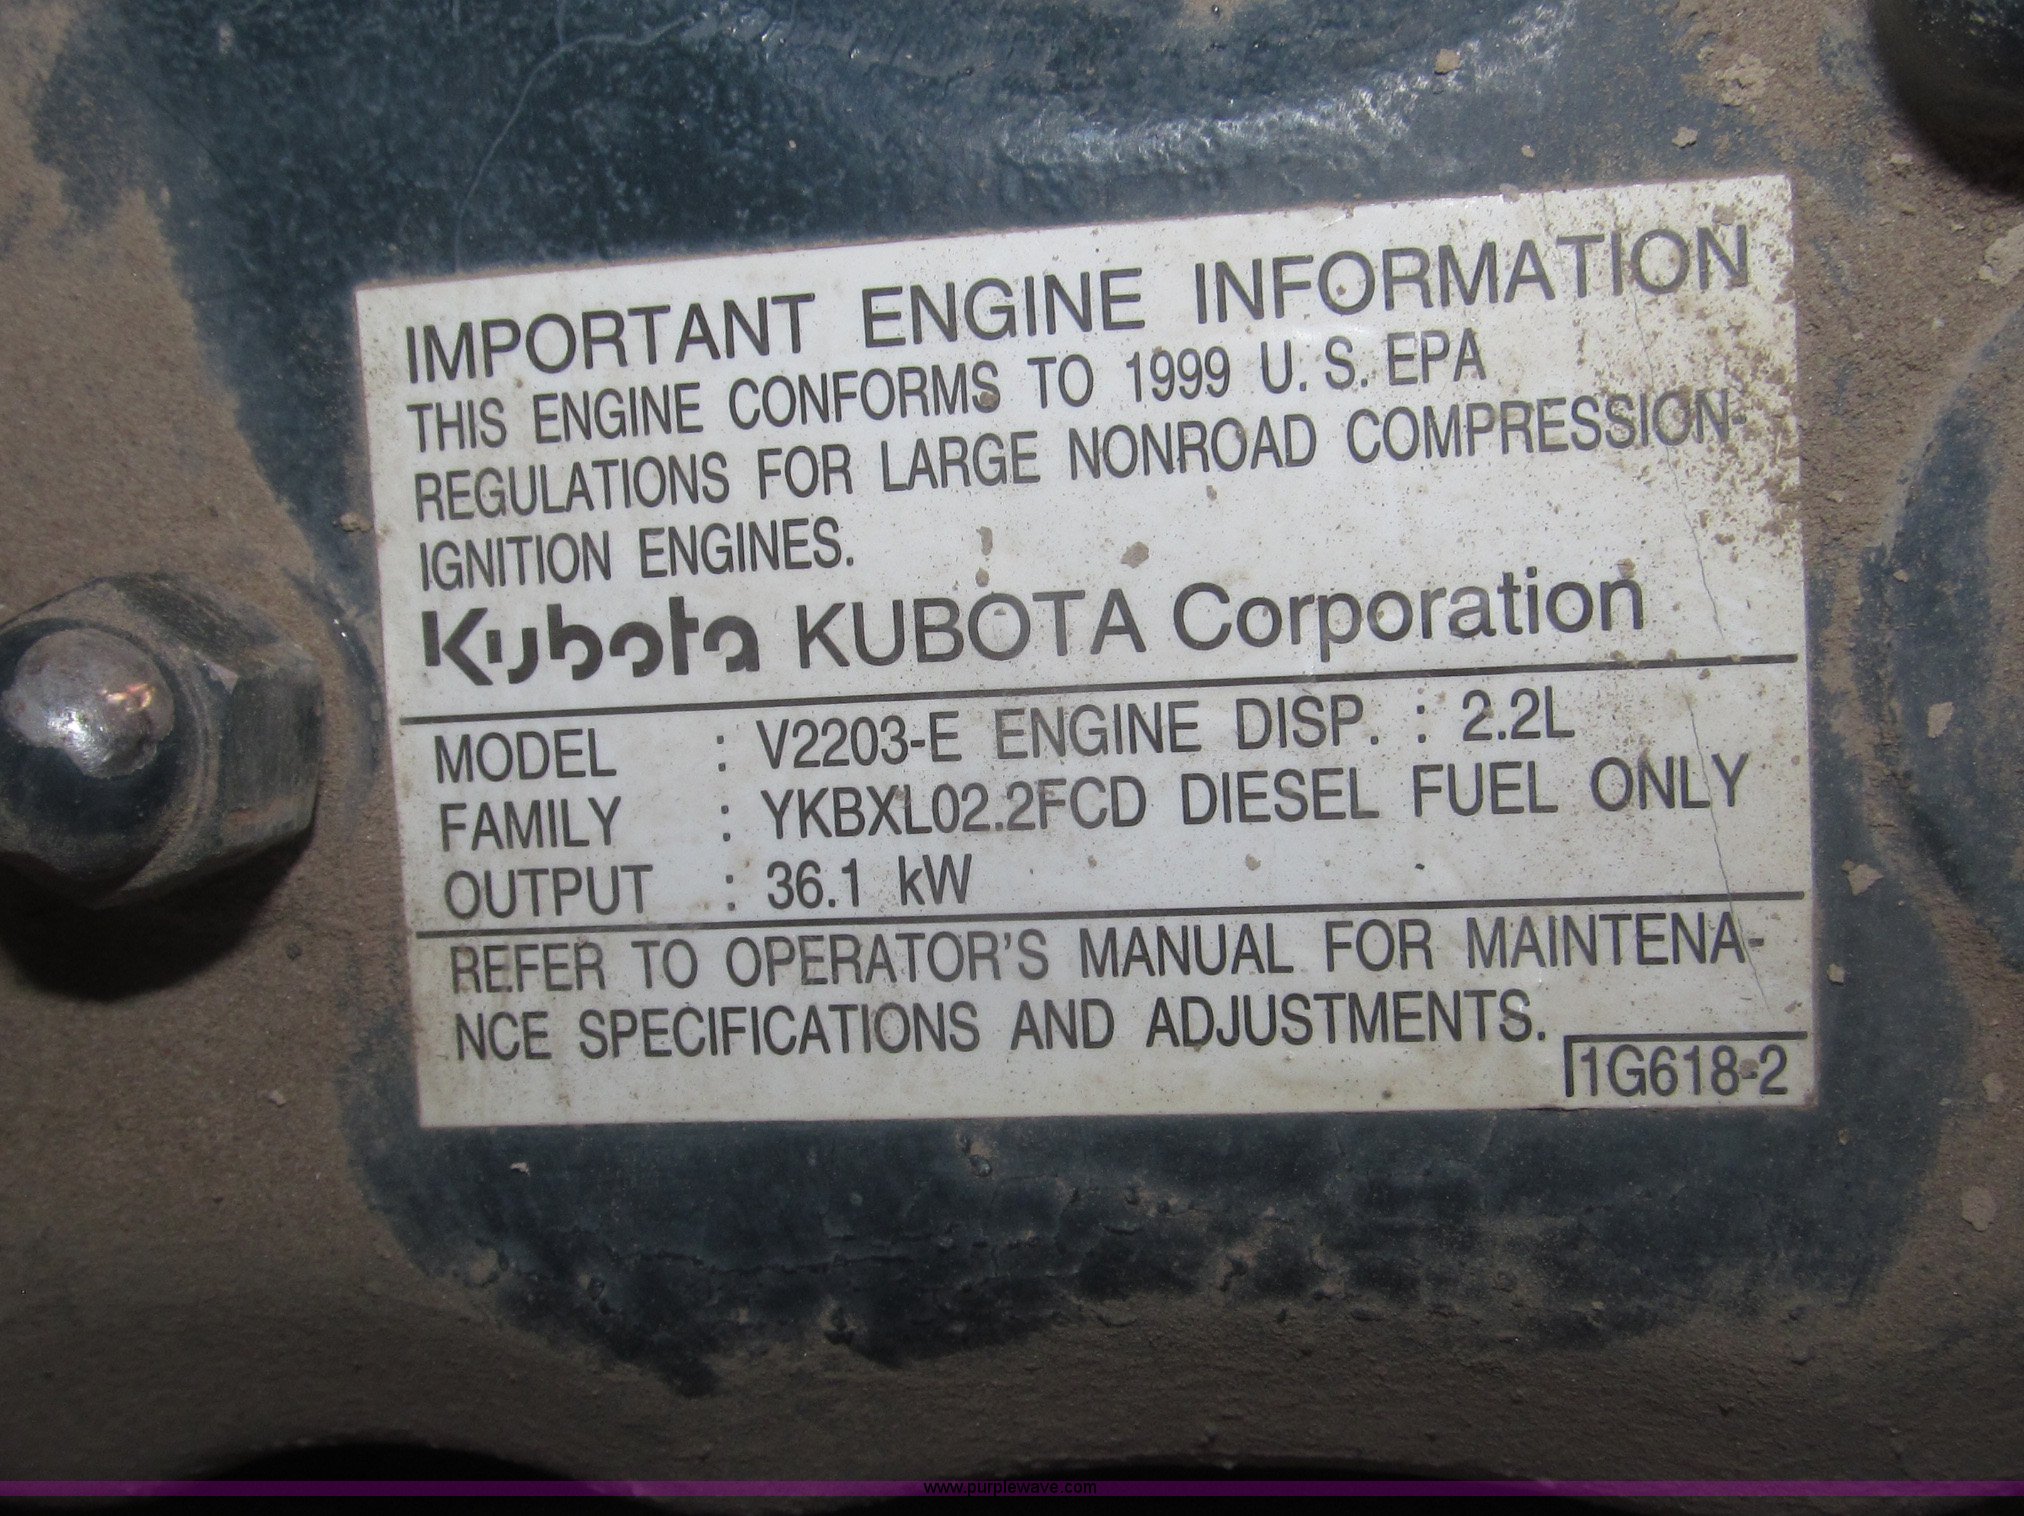 IMPORTANT ENGINE INFORMATION
THIS ENGINE CONFORMS TO 1999 U. S. EPA
REGULATIONS FOR LARGE NONROAD COMPRESSION-
IGNITION ENGINES.
Kubota KUBOTA Corporation
MODEL : V2203-E ENGINE DISP. : 2.2L
FAMILY : YKBXL02.2FCD DIESEL FUEL ONLY
OUTPUT : 36.1 kW
REFER TO OPERATOR'S MANUAL FOR MAINTENA-
NCE SPECIFICATIONS AND ADJUSTMENTS.
1G618-2
www.purplewave.com